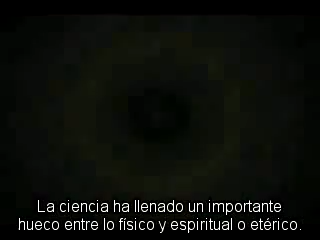 La ciencia ha llenado un importante
hueco entre lo físico y espiritual o etérico.